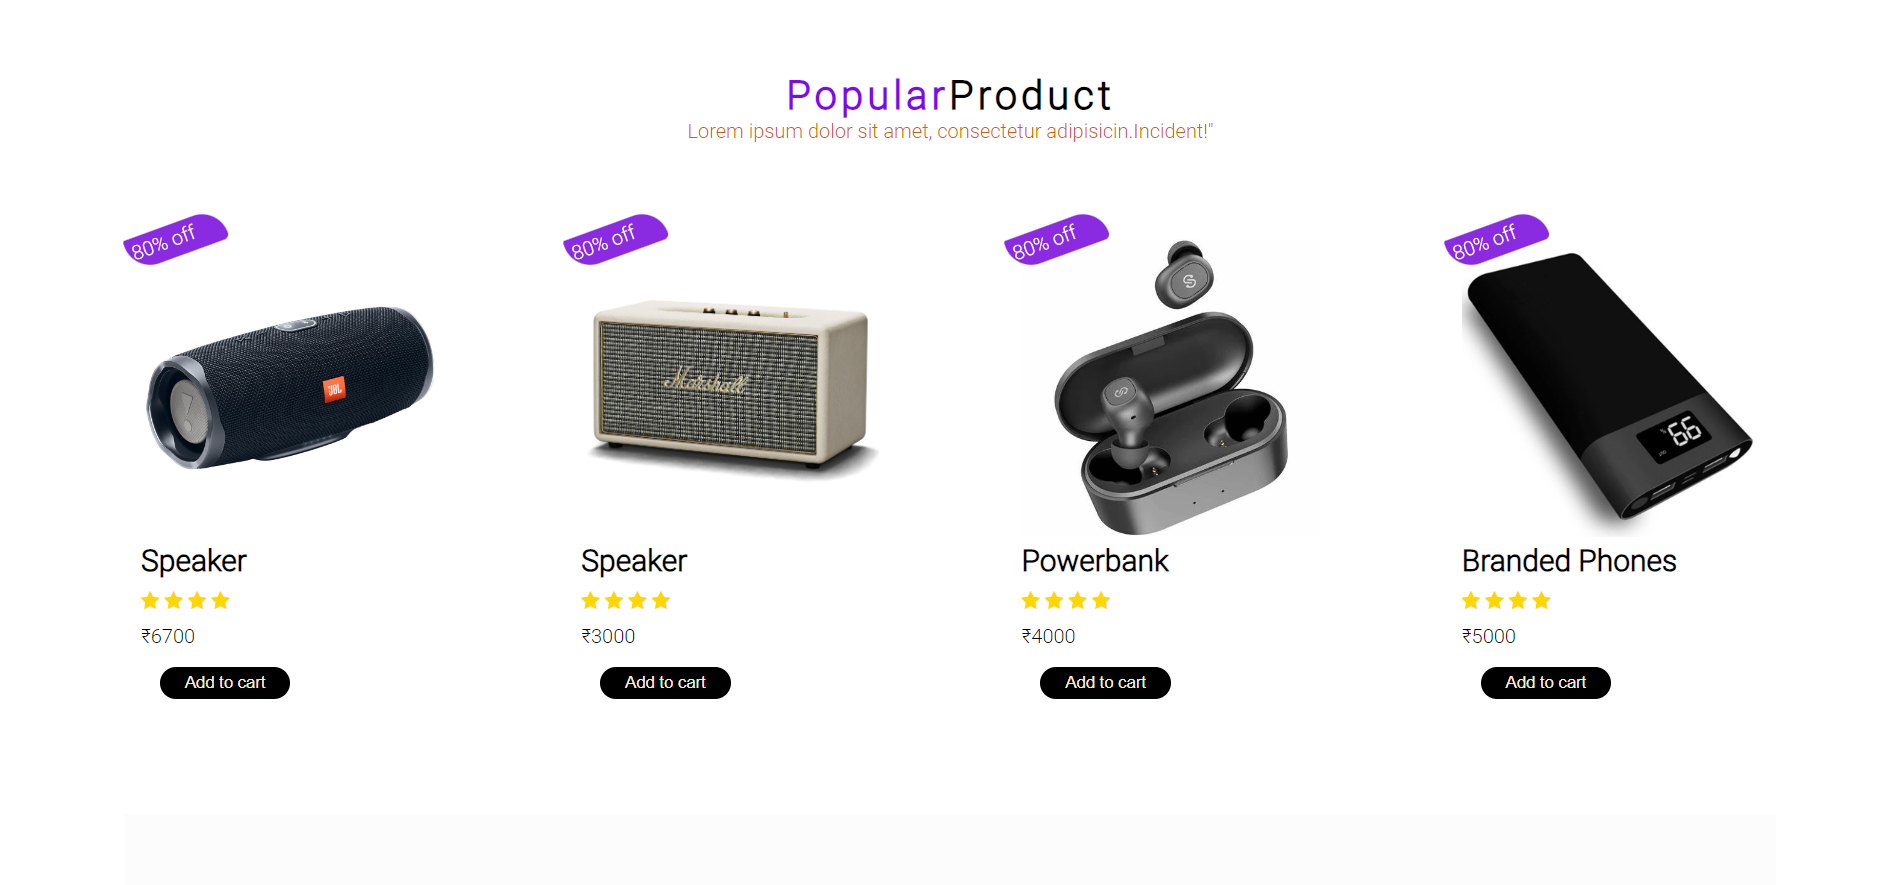 PopularProduct
Lorem ipsum dolor sit amet, consectetur adipisicin.Incident!"
80% off
80% off
80% off
80% off
JBL
Marshall
99
Speaker
Speaker
Powerbank
Branded Phones
₹6700
₹3000
₹4000
₹5000
Add to cart
Add to cart
Add to cart
Add to cart